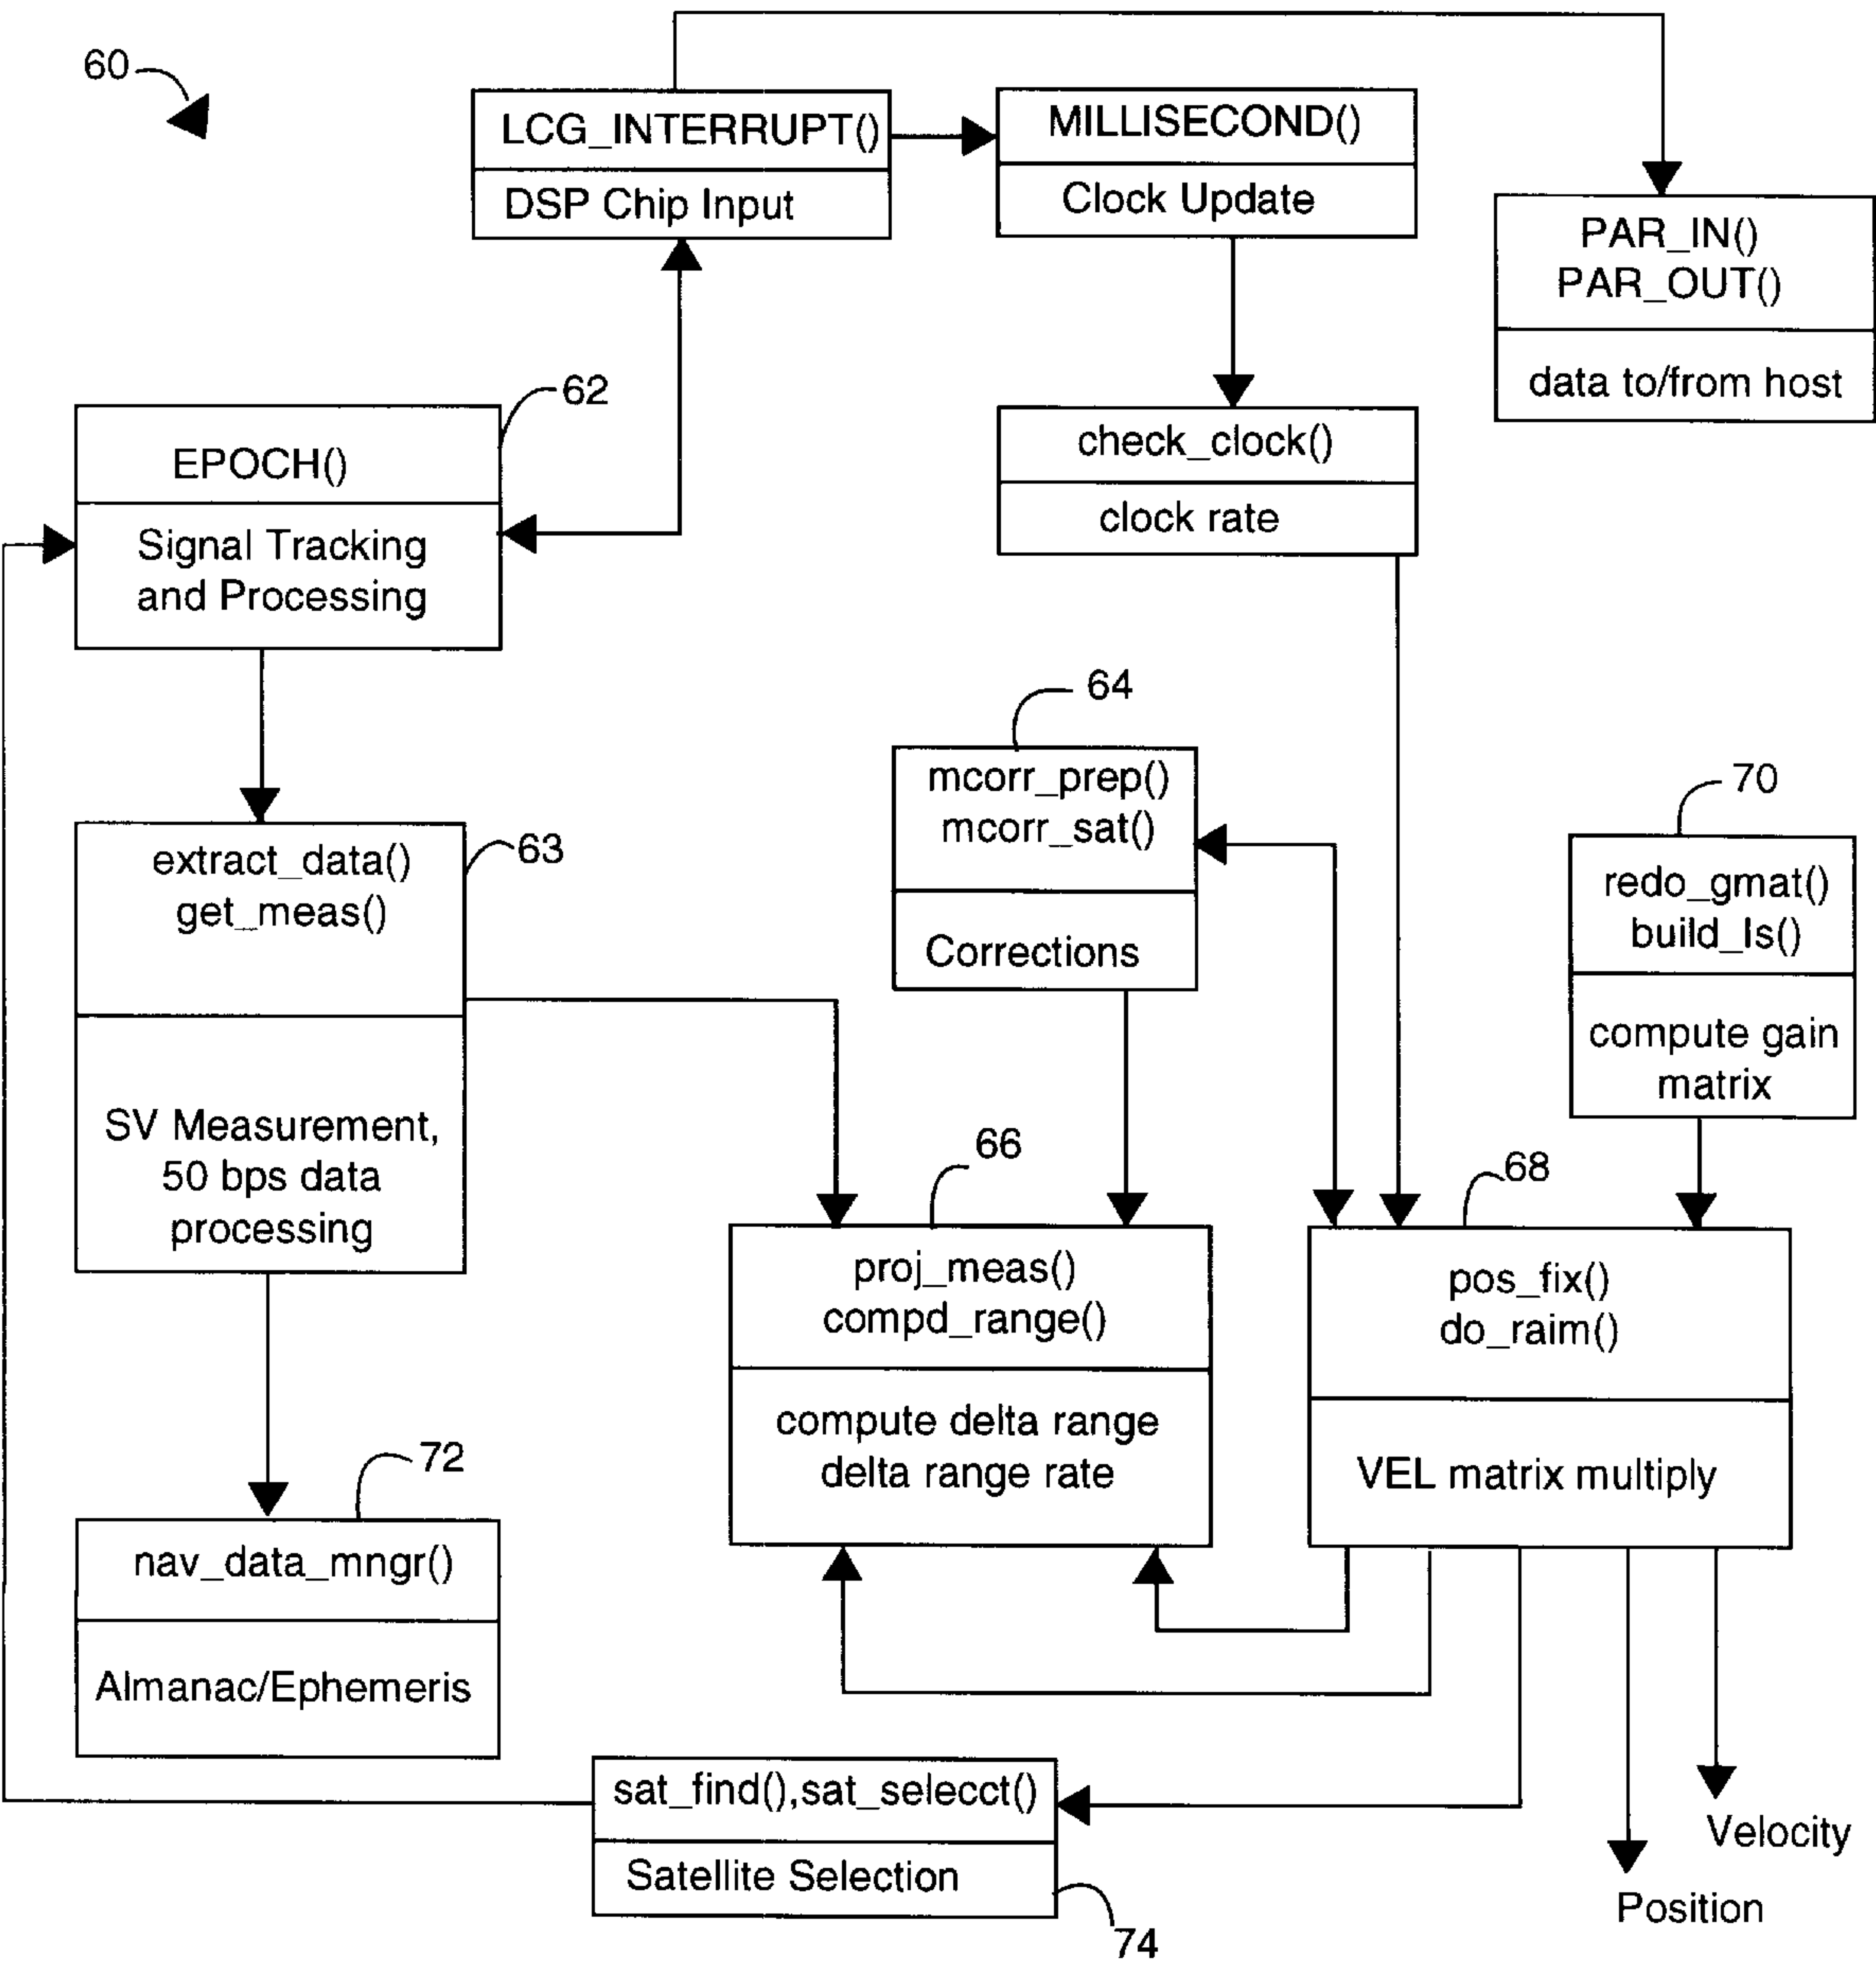 60
LCG_INTERRUPT()
DSP Chip Input
MILLISECOND()
Clock Update
PAR_IN()
PAR_OUT()
data to/from host
62
EPOCH()
Signal Tracking
and Processing
check_clock()
clock rate
63
extract_data()
get_meas()
SV Measurement,
50 bps data
processing
64
mcorr_prep()
mcorr_sat()
Corrections
70
redo_gmat()
build_ls()
compute gain
matrix
66
proj_meas()
compd_range()
compute delta range
delta range rate
68
pos_fix()
do_raim()
VEL matrix multiply
72
nav_data_mngr()
Almanac/Ephemeris
sat_find(),sat_selecct()
Satellite Selection
74
Velocity
Position